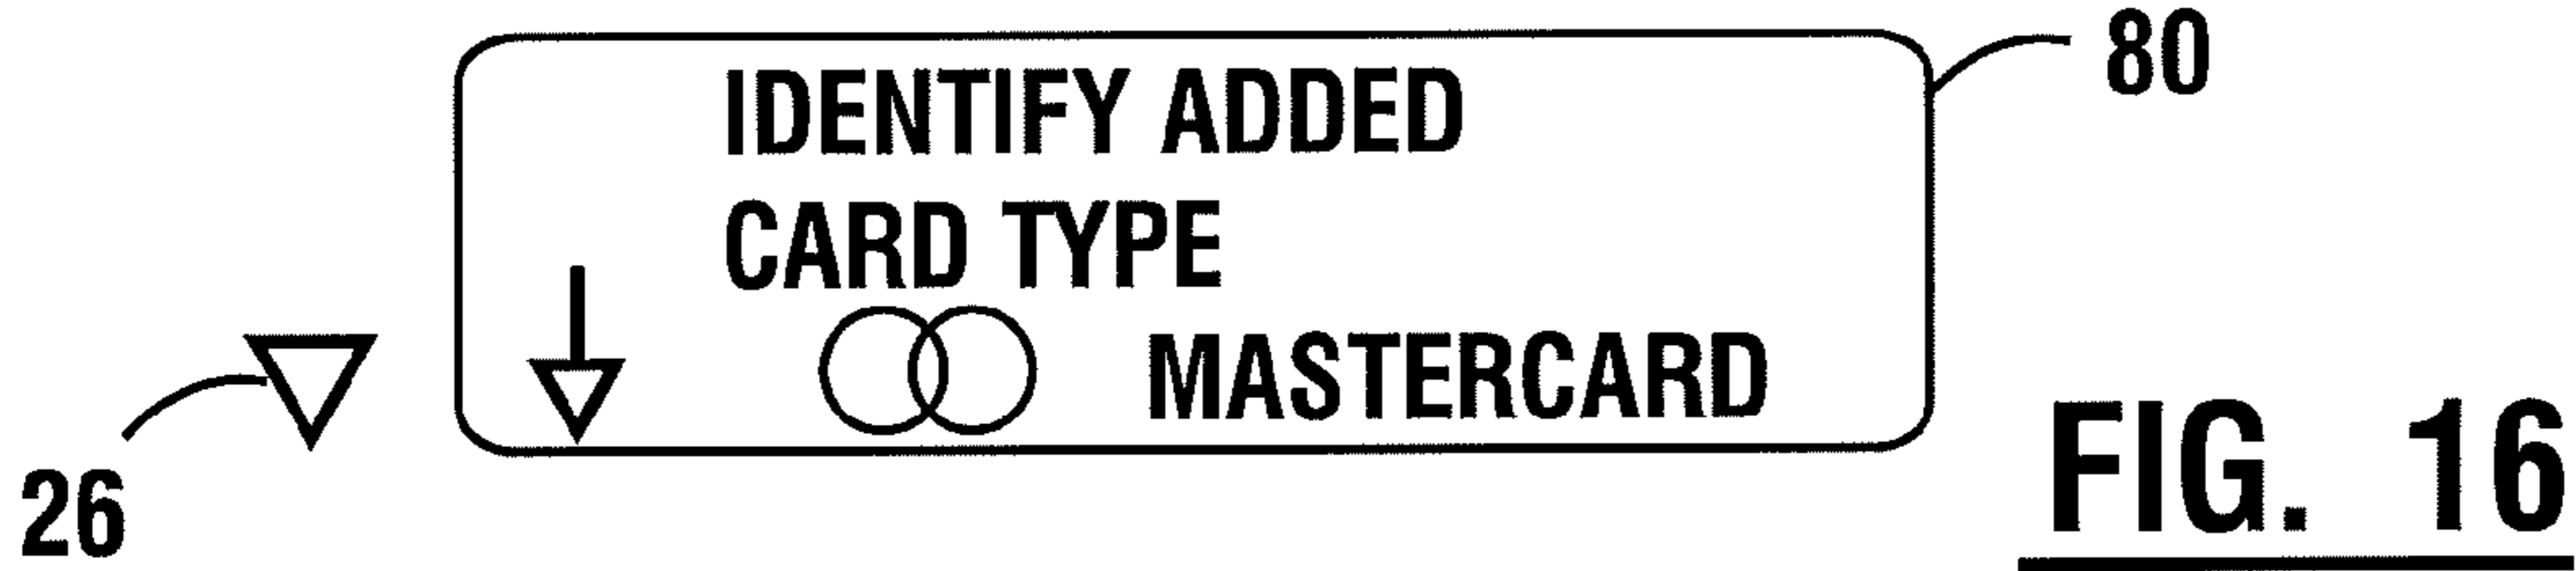 IDENTIFY ADDED
CARD TYPE
MASTERCARD
80
26
FIG. 16